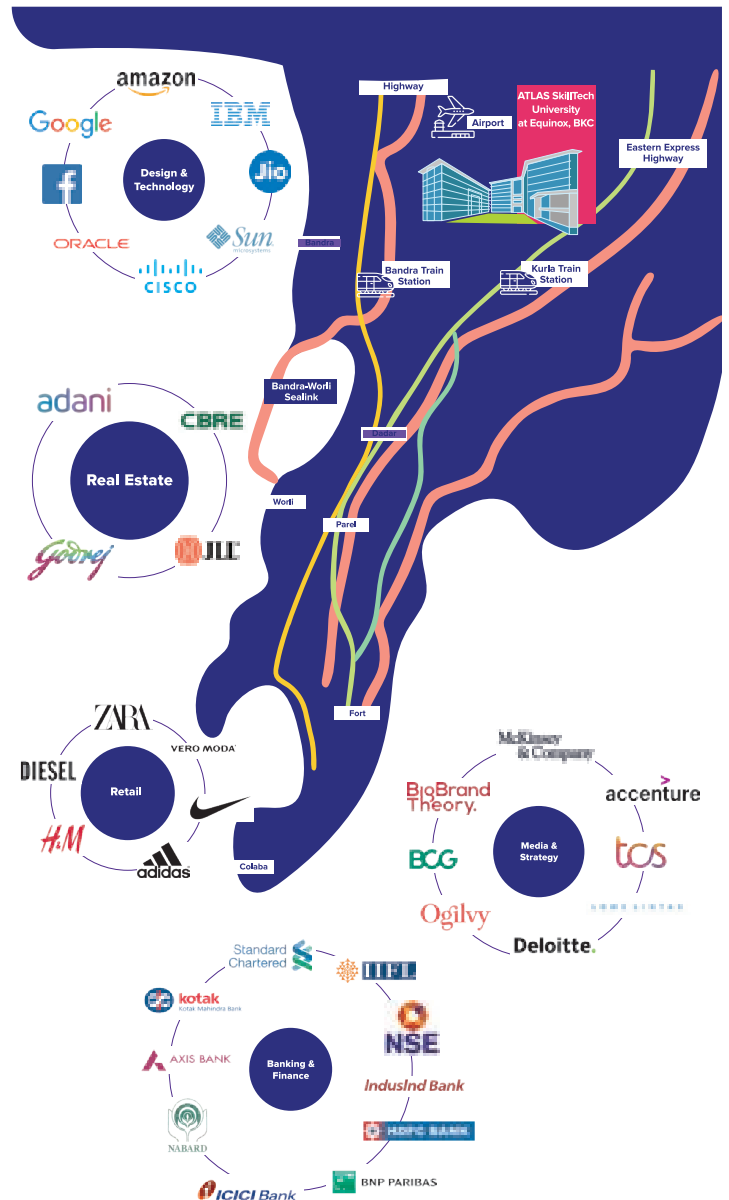 amazon
Google
IBM
Design &
Technology
Jio
ORACLE
Sun
microsystems
CISCO
Highway
Airport
ATLAS SkillTech
University
at Equinox, BKC
Eastern Express
Highway
Bandra
Bandra Train
Station
Kurla Train
Station
Bandra-Worli
Sealink
Dadar
Worli
Parel
Fort
Colaba
adani
CBRE
Real Estate
Godrej
JLL
ZARA
VERO MODA
DIESEL
Retail
H&M
adidas
McKinsey
& Company
BigBrand
Theory.
accenture
Media &
Strategy
BCG
tcs
Ogilvy
Deloitte.
Standard
Chartered
IIFL
kotak
Kotak Mahindra Bank
NSE
AXIS BANK
Banking &
Finance
IndusInd Bank
NABARD
HDFC BANK
ICICI Bank
BNP PARIBAS